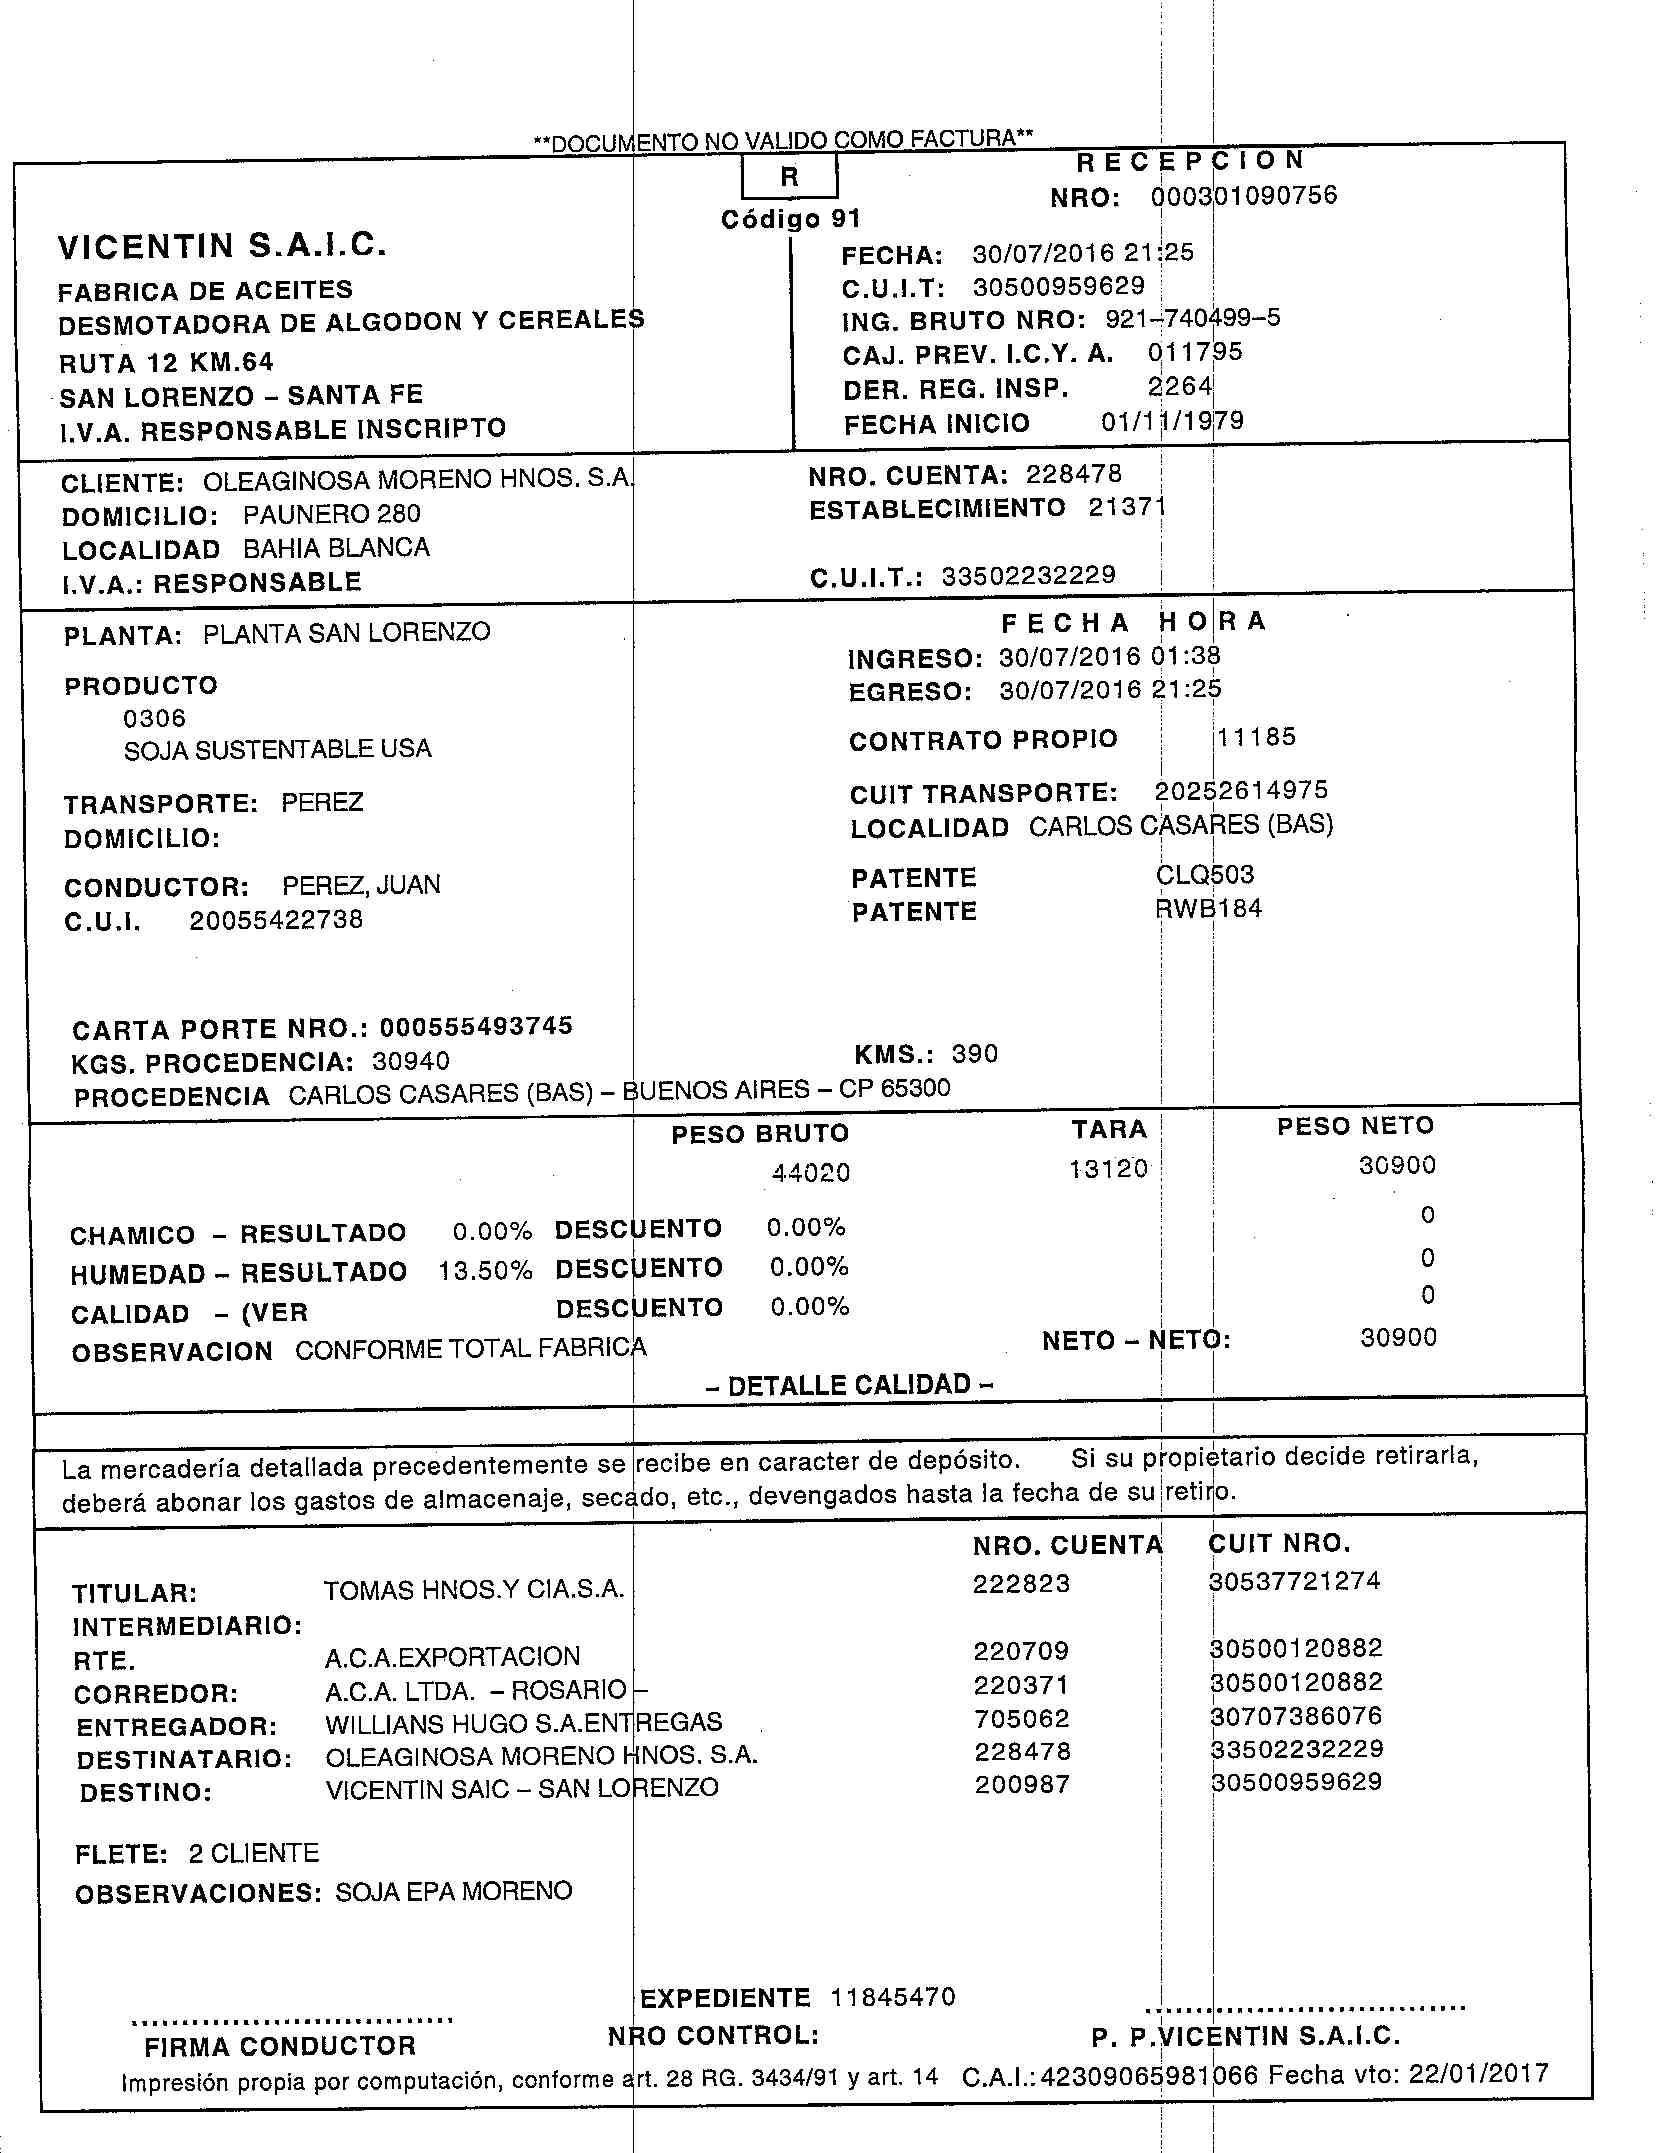 **DOCUMENTO NO VALIDO COMO FACTURA**
R
Código 91
RECEPCION
NRO: 000301090756
VICENTIN S.A.I.C.
FABRICA DE ACEITES
DESMOTADORA DE ALGODON Y CEREALES
RUTA 12 KM.64
SAN LORENZO – SANTA FE
I.V.A. RESPONSABLE INSCRIPTO
FECHA: 30/07/2016 21:25
C.U.I.T: 30500959629
ING. BRUTO NRO: 921–740499–5
CAJ. PREV. I.C.Y. A. 011795
DER. REG. INSP. 2264
FECHA INICIO 01/11/1979
CLIENTE: OLEAGINOSA MORENO HNOS. S.A.
DOMICILIO: PAUNERO 280
LOCALIDAD BAHIA BLANCA
I.V.A.: RESPONSABLE
NRO. CUENTA: 228478
ESTABLECIMIENTO 21371
C.U.I.T.: 33502232229
PLANTA: PLANTA SAN LORENZO
PRODUCTO
0306
SOJA SUSTENTABLE USA
TRANSPORTE: PEREZ
DOMICILIO:
CONDUCTOR: PEREZ, JUAN
C.U.I. 20055422738
FECHA HORA
INGRESO: 30/07/2016 01:38
EGRESO: 30/07/2016 21:25
CONTRATO PROPIO 11185
CUIT TRANSPORTE: 20252614975
LOCALIDAD CARLOS CASARES (BAS)
PATENTE CLQ503
PATENTE RWB184
CARTA PORTE NRO.: 000555493745
KGS. PROCEDENCIA: 30940 KMS.: 390
PROCEDENCIA CARLOS CASARES (BAS) – BUENOS AIRES – CP 65300
PESO BRUTO TARA PESO NETO
44020 13120 30900
CHAMICO – RESULTADO 0.00% DESCUENTO 0.00% 0
HUMEDAD – RESULTADO 13.50% DESCUENTO 0.00% 0
CALIDAD – (VER DESCUENTO 0.00% 0
OBSERVACION CONFORME TOTAL FABRICA NETO – NETO: 30900
– DETALLE CALIDAD –
La mercadería detallada precedentemente se recibe en caracter de depósito. Si su propietario decide retirarla,
deberá abonar los gastos de almacenaje, secado, etc., devengados hasta la fecha de su retiro.
NRO. CUENTA CUIT NRO.
TITULAR: TOMAS HNOS.Y CIA.S.A. 222823 30537721274
INTERMEDIARIO:
RTE. A.C.A.EXPORTACION 220709 30500120882
CORREDOR: A.C.A. LTDA. – ROSARIO – 220371 30500120882
ENTREGADOR: WILLIANS HUGO S.A.ENTREGAS 705062 30707386076
DESTINATARIO: OLEAGINOSA MORENO HNOS. S.A. 228478 33502232229
DESTINO: VICENTIN SAIC – SAN LORENZO 200987 30500959629
FLETE: 2 CLIENTE
OBSERVACIONES: SOJA EPA MORENO
EXPEDIENTE 11845470
FIRMA CONDUCTOR NRO CONTROL: P. P.VICENTIN S.A.I.C.
Impresión propia por computación, conforme art. 28 RG. 3434/91 y art. 14 C.A.I.:42309065981066 Fecha vto: 22/01/2017